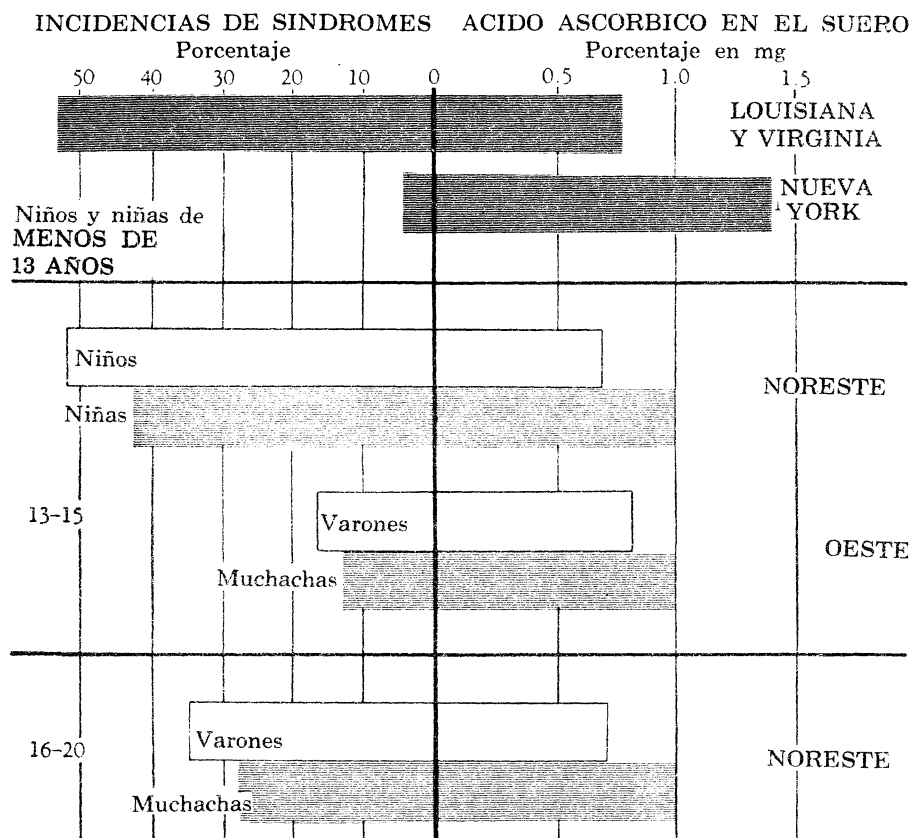 INCIDENCIAS DE SINDROMES ACIDO ASCORBICO EN EL SUERO
Porcentaje Porcentaje en mg
50 40 30 20 10 0 0.5 1.0 1.5
LOUISIANA
Y VIRGINIA
NUEVA
YORK
Niños y niñas de
MENOS DE
13 AÑOS
Niños
NORESTE
Niñas
13-15
Varones
OESTE
Muchachas
16-20
Varones
NORESTE
Muchachas